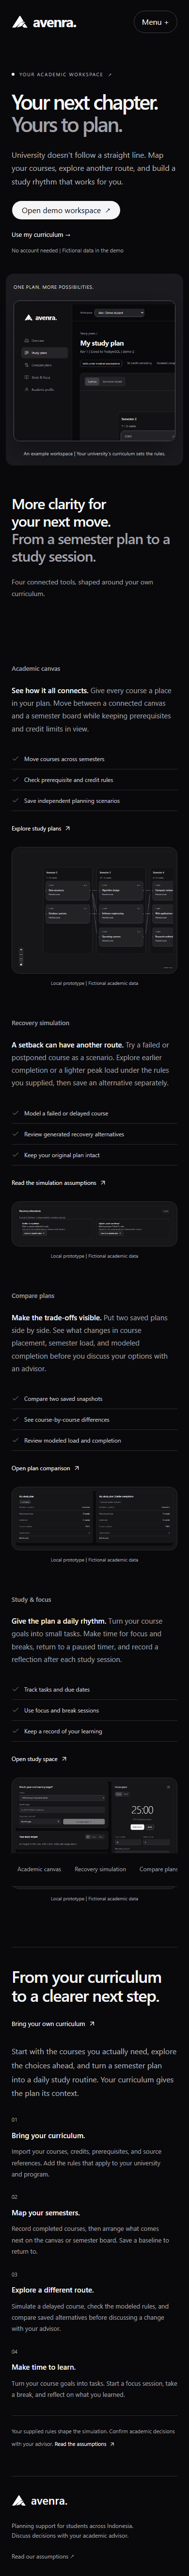 avenra.
Menu +
YOUR ACADEMIC WORKSPACE ↗
Your next chapter.
Yours to plan.
University doesn't follow a straight line. Map
your courses, explore another route, and build a
study rhythm that works for you.
Open demo workspace ↗
Use my curriculum →
No account needed | Fictional data in the demo
ONE PLAN. MORE POSSIBILITIES.
avenra.
My study plan
An example workspace | Your university's curriculum sets the rules.
More clarity for
your next move.
From a semester plan to a
study session.
Four connected tools, shaped around your own
curriculum.
Academic canvas
See how it all connects. Give every course a place
in your plan. Move between a connected canvas
and a semester board while keeping prerequisites
and credit limits in view.
Move courses across semesters
Check prerequisite and credit rules
Save independent planning scenarios
Explore study plans ↗
Local prototype | Fictional academic data
Recovery simulation
A setback can have another route. Try a failed or
postponed course as a scenario. Explore earlier
completion or a lighter peak load under the rules
you supplied, then save an alternative separately.
Model a failed or delayed course
Review generated recovery alternatives
Keep your original plan intact
Read the simulation assumptions ↗
Local prototype | Fictional academic data
Compare plans
Make the trade-offs visible. Put two saved plans
side by side. See what changes in course
placement, semester load, and modeled
completion before you discuss your options with
an advisor.
Compare two saved snapshots
See course-by-course differences
Review modeled load and completion
Open plan comparison ↗
Local prototype | Fictional academic data
Study & focus
Give the plan a daily rhythm. Turn your course
goals into small tasks. Make time for focus and
breaks, return to a paused timer, and record a
reflection after each study session.
Track tasks and due dates
Use focus and break sessions
Keep a record of your learning
Open study space ↗
25:00
Academic canvas Recovery simulation Compare plans
Local prototype | Fictional academic data
From your curriculum
to a clearer next step.
Bring your own curriculum ↗
Start with the courses you actually need, explore
the choices ahead, and turn a semester plan
into a daily study routine. Your curriculum gives
the plan its context.
01
Bring your curriculum.
Import your courses, credits, prerequisites, and source
references. Add the rules that apply to your university
and program.
02
Map your semesters.
Record completed courses, then arrange what comes
next on the canvas or semester board. Save a baseline to
return to.
03
Explore a different route.
Simulate a delayed course, check the modeled rules, and
compare saved alternatives before discussing a change
with your advisor.
04
Make time to learn.
Turn your course goals into tasks. Start a focus session, take
a break, and reflect on what you learned.
Your supplied rules shape the simulation. Confirm academic decisions
with your advisor. Read the assumptions ↗
avenra.
Planning support for students across Indonesia.
Discuss decisions with your academic advisor.
Read our assumptions ↗